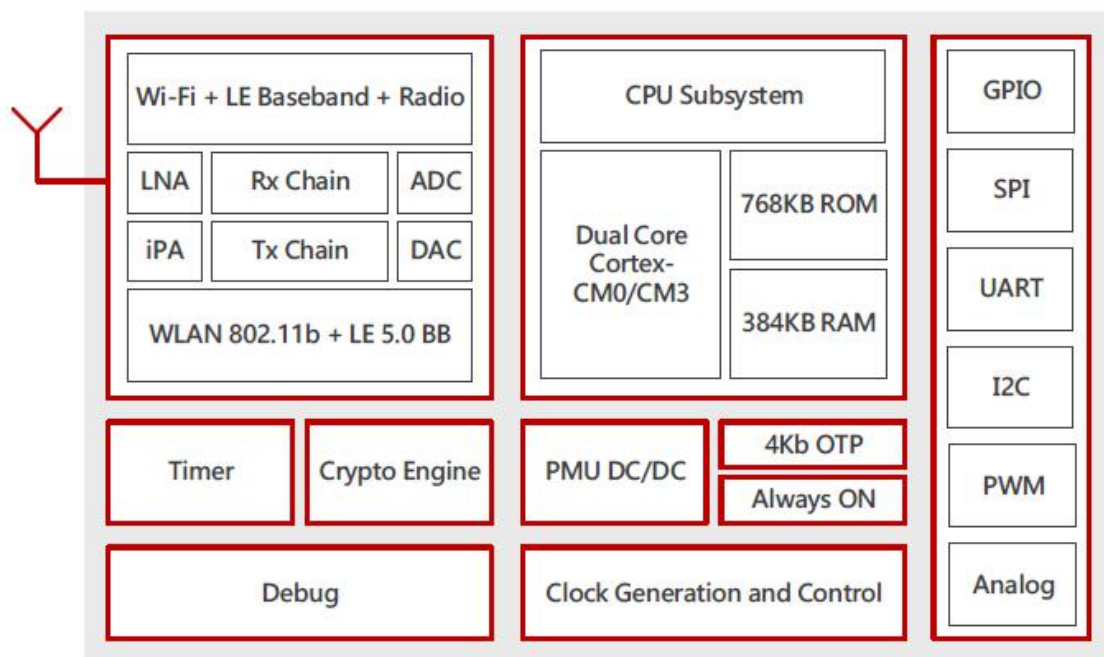 Wi-Fi + LE Baseband + Radio
LNA
Rx Chain
ADC
iPA
Tx Chain
DAC
WLAN 802.11b + LE 5.0 BB
CPU Subsystem
Dual Core
Cortex-
CM0/CM3
768KB ROM
384KB RAM
GPIO
SPI
UART
I2C
PWM
Analog
Timer
Crypto Engine
PMU DC/DC
4Kb OTP
Always ON
Debug
Clock Generation and Control